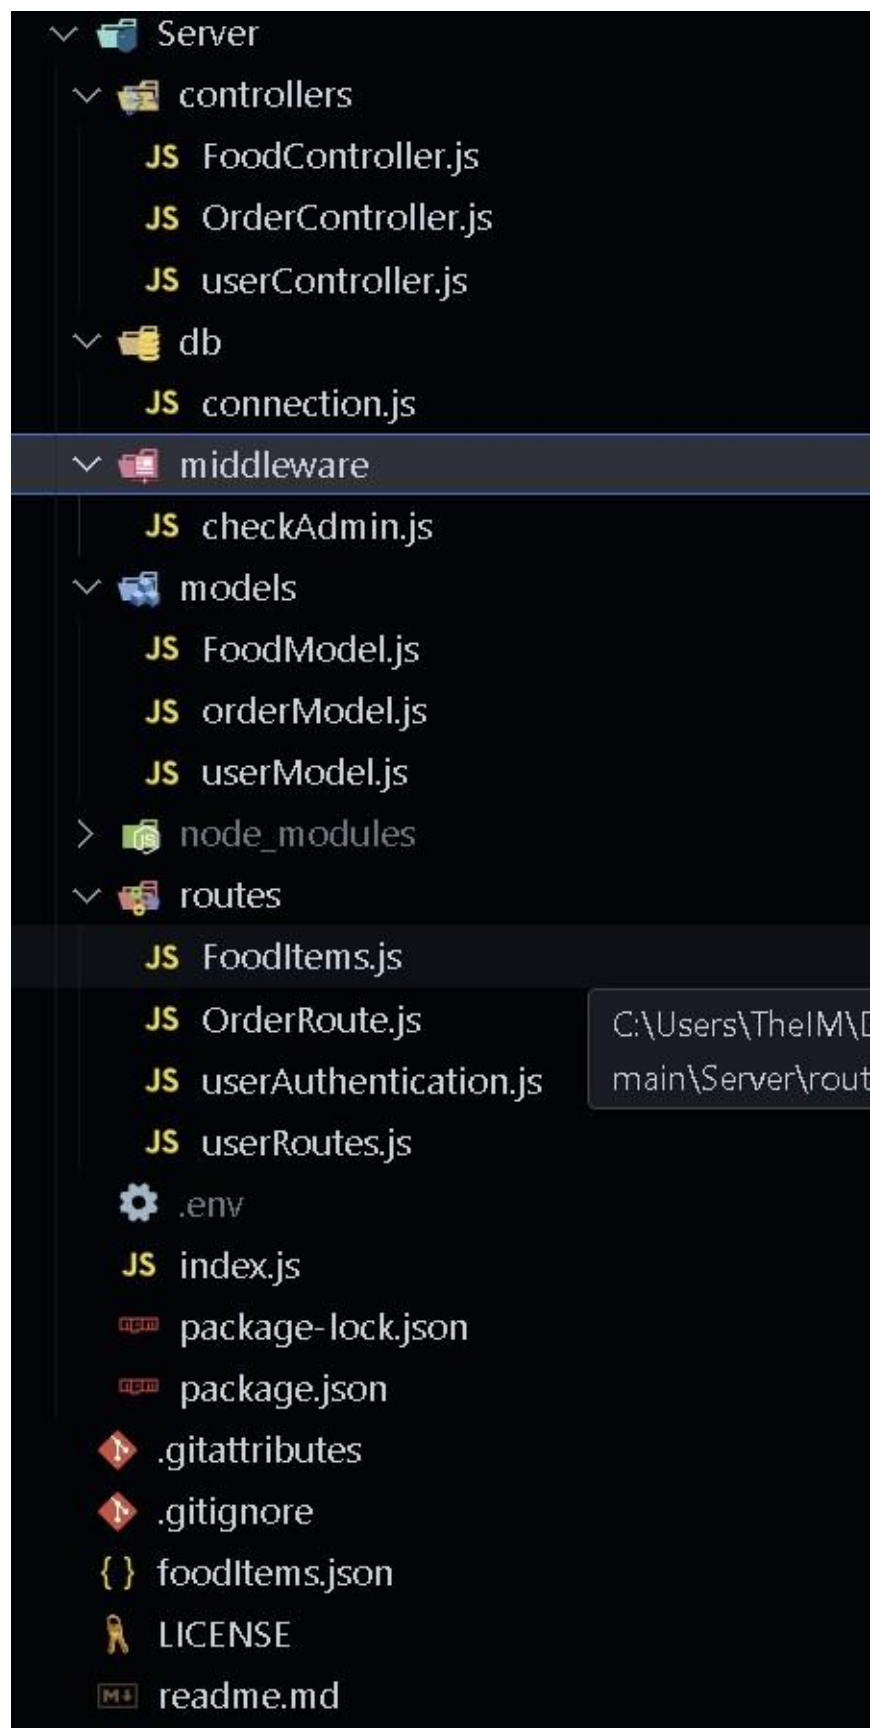 Server
controllers
JS FoodController.js
JS OrderController.js
JS userController.js
db
JS connection.js
middleware
JS checkAdmin.js
models
JS FoodModel.js
JS orderModel.js
JS userModel.js
node_modules
routes
JS FoodItems.js
JS OrderRoute.js
C:\Users\TheIM\D
JS userAuthentication.js
main\Server\rout
JS userRoutes.js
.env
JS index.js
npm package-lock.json
npm package.json
.gitattributes
.gitignore
{ } foodItems.json
LICENSE
M↓ readme.md